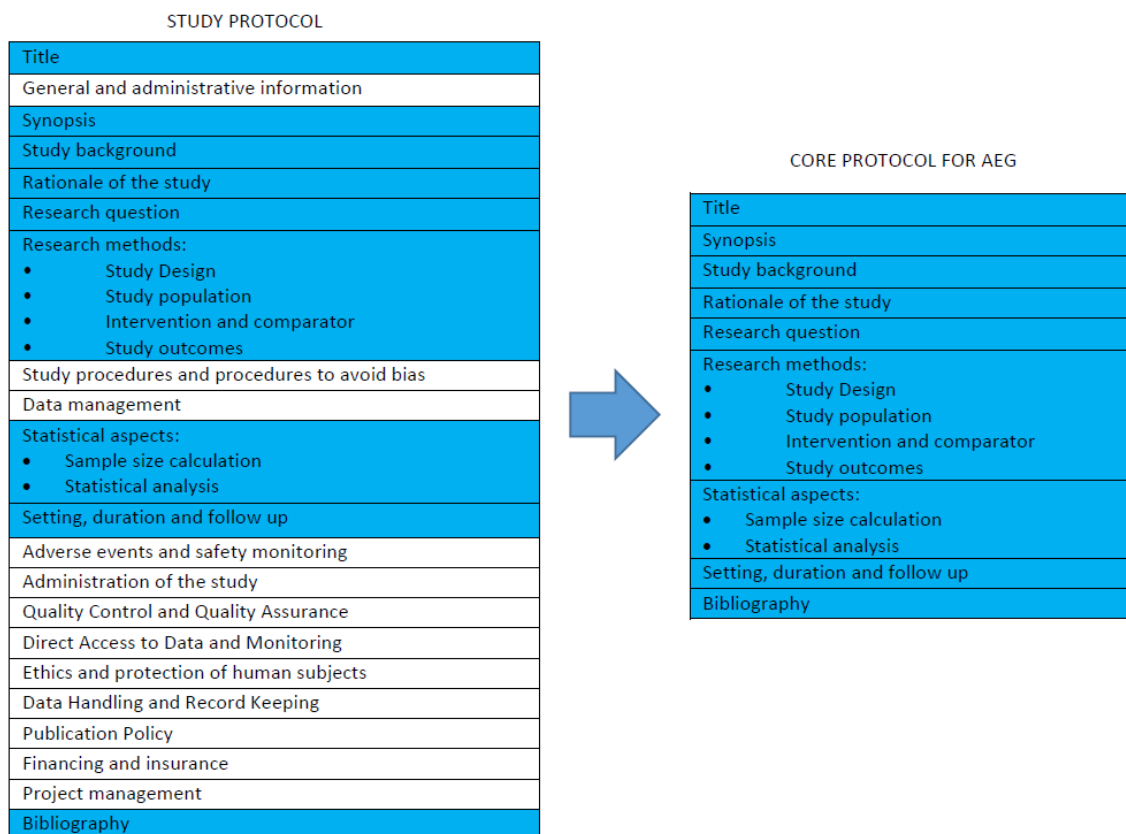 STUDY PROTOCOL
Title
General and administrative information
Synopsis
Study background
Rationale of the study
Research question
Research methods:
• Study Design
• Study population
• Intervention and comparator
• Study outcomes
Study procedures and procedures to avoid bias
Data management
Statistical aspects:
• Sample size calculation
• Statistical analysis
Setting, duration and follow up
Adverse events and safety monitoring
Administration of the study
Quality Control and Quality Assurance
Direct Access to Data and Monitoring
Ethics and protection of human subjects
Data Handling and Record Keeping
Publication Policy
Financing and insurance
Project management
Bibliography
CORE PROTOCOL FOR AEG
Title
Synopsis
Study background
Rationale of the study
Research question
Research methods:
• Study Design
• Study population
• Intervention and comparator
• Study outcomes
Statistical aspects:
• Sample size calculation
• Statistical analysis
Setting, duration and follow up
Bibliography